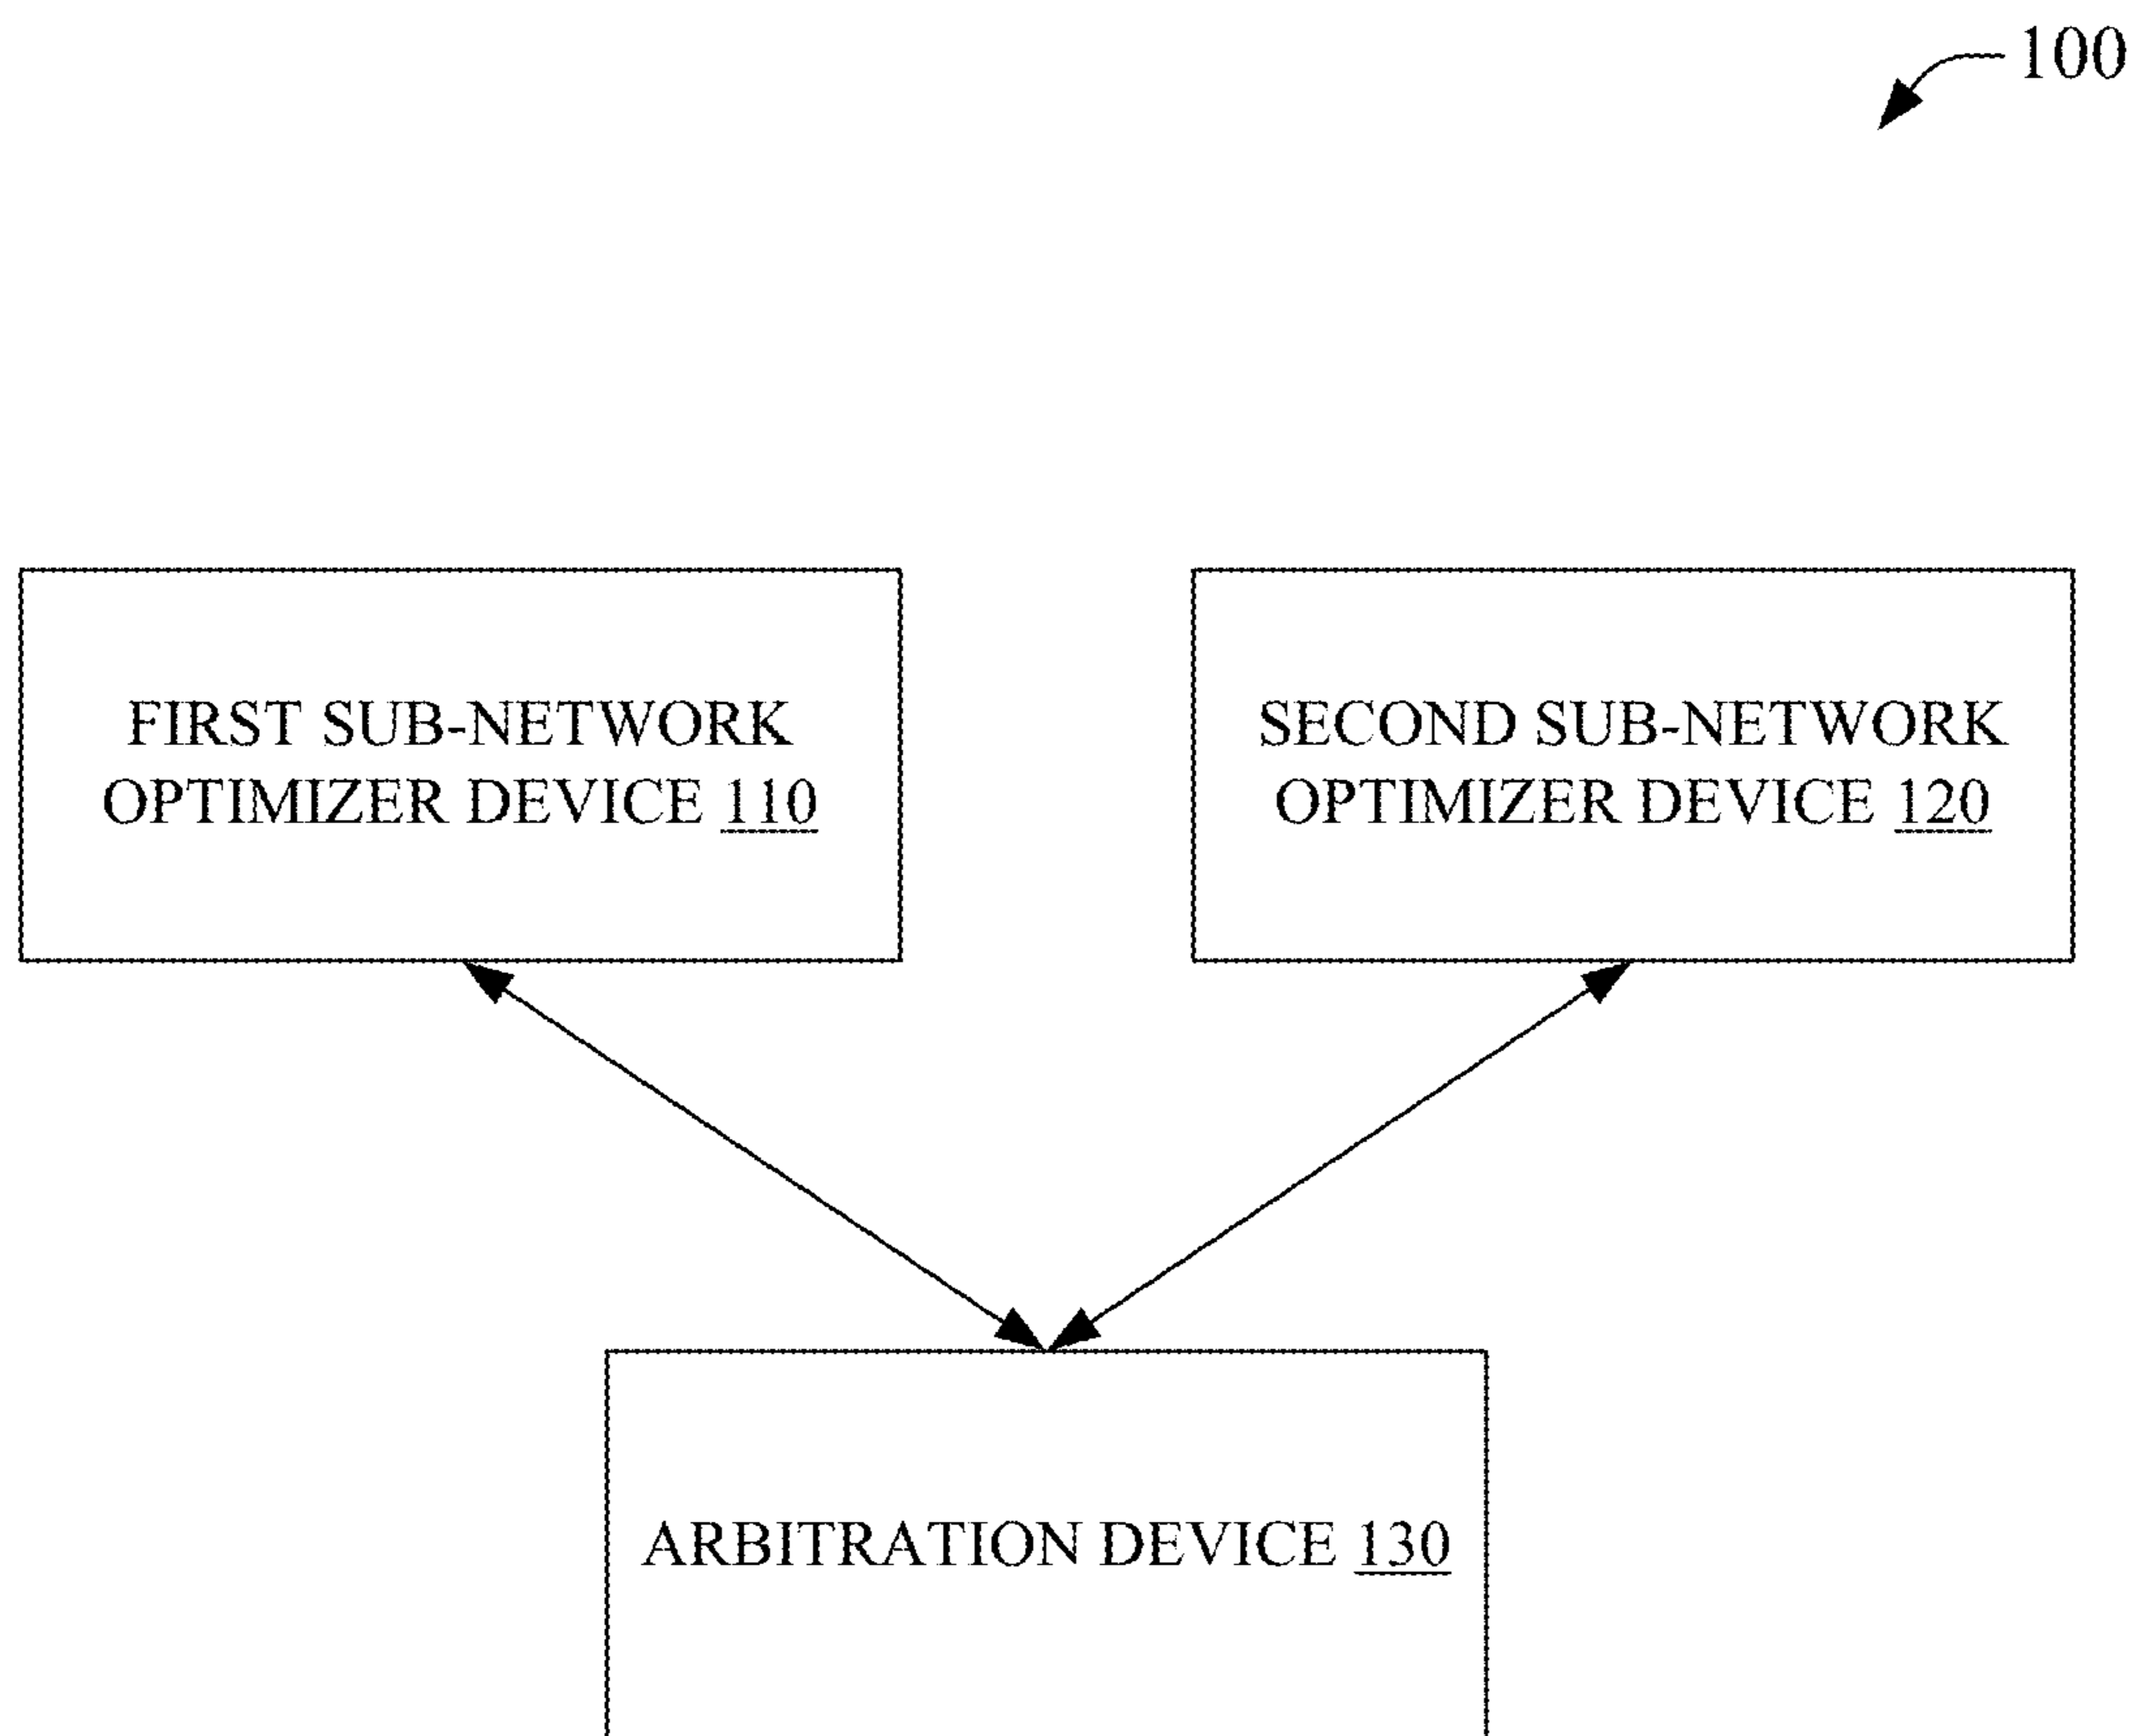 100
FIRST SUB-NETWORK
OPTIMIZER DEVICE 110
SECOND SUB-NETWORK
OPTIMIZER DEVICE 120
ARBITRATION DEVICE 130